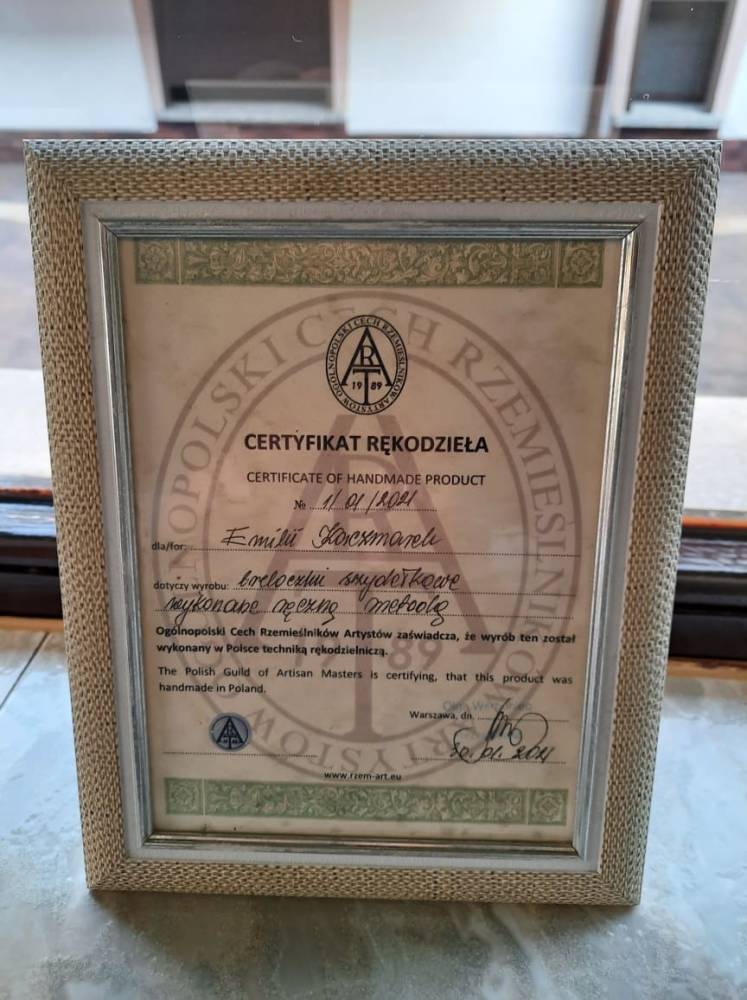 OGÓLNOPOLSKI CECH RZEMIEŚLNIKÓW ARTYSTÓW
ART
19 89
CERTYFIKAT RĘKODZIEŁA
CERTIFICATE OF HANDMADE PRODUCT
№ 1/01/2021
dla/for: Emilii Kaczmarek
dotyczy wyrobu: breloczki szydełkowe
wykonane ręczną metodą
Ogólnopolski Cech Rzemieślników Artystów zaświadcza, że wyrób ten został
wykonany w Polsce techniką rękodzielniczą.
The Polish Guild of Artisan Masters is certifying, that this product was
handmade in Poland.
Warszawa, dn.
01. 2021
www.rzem-art.eu